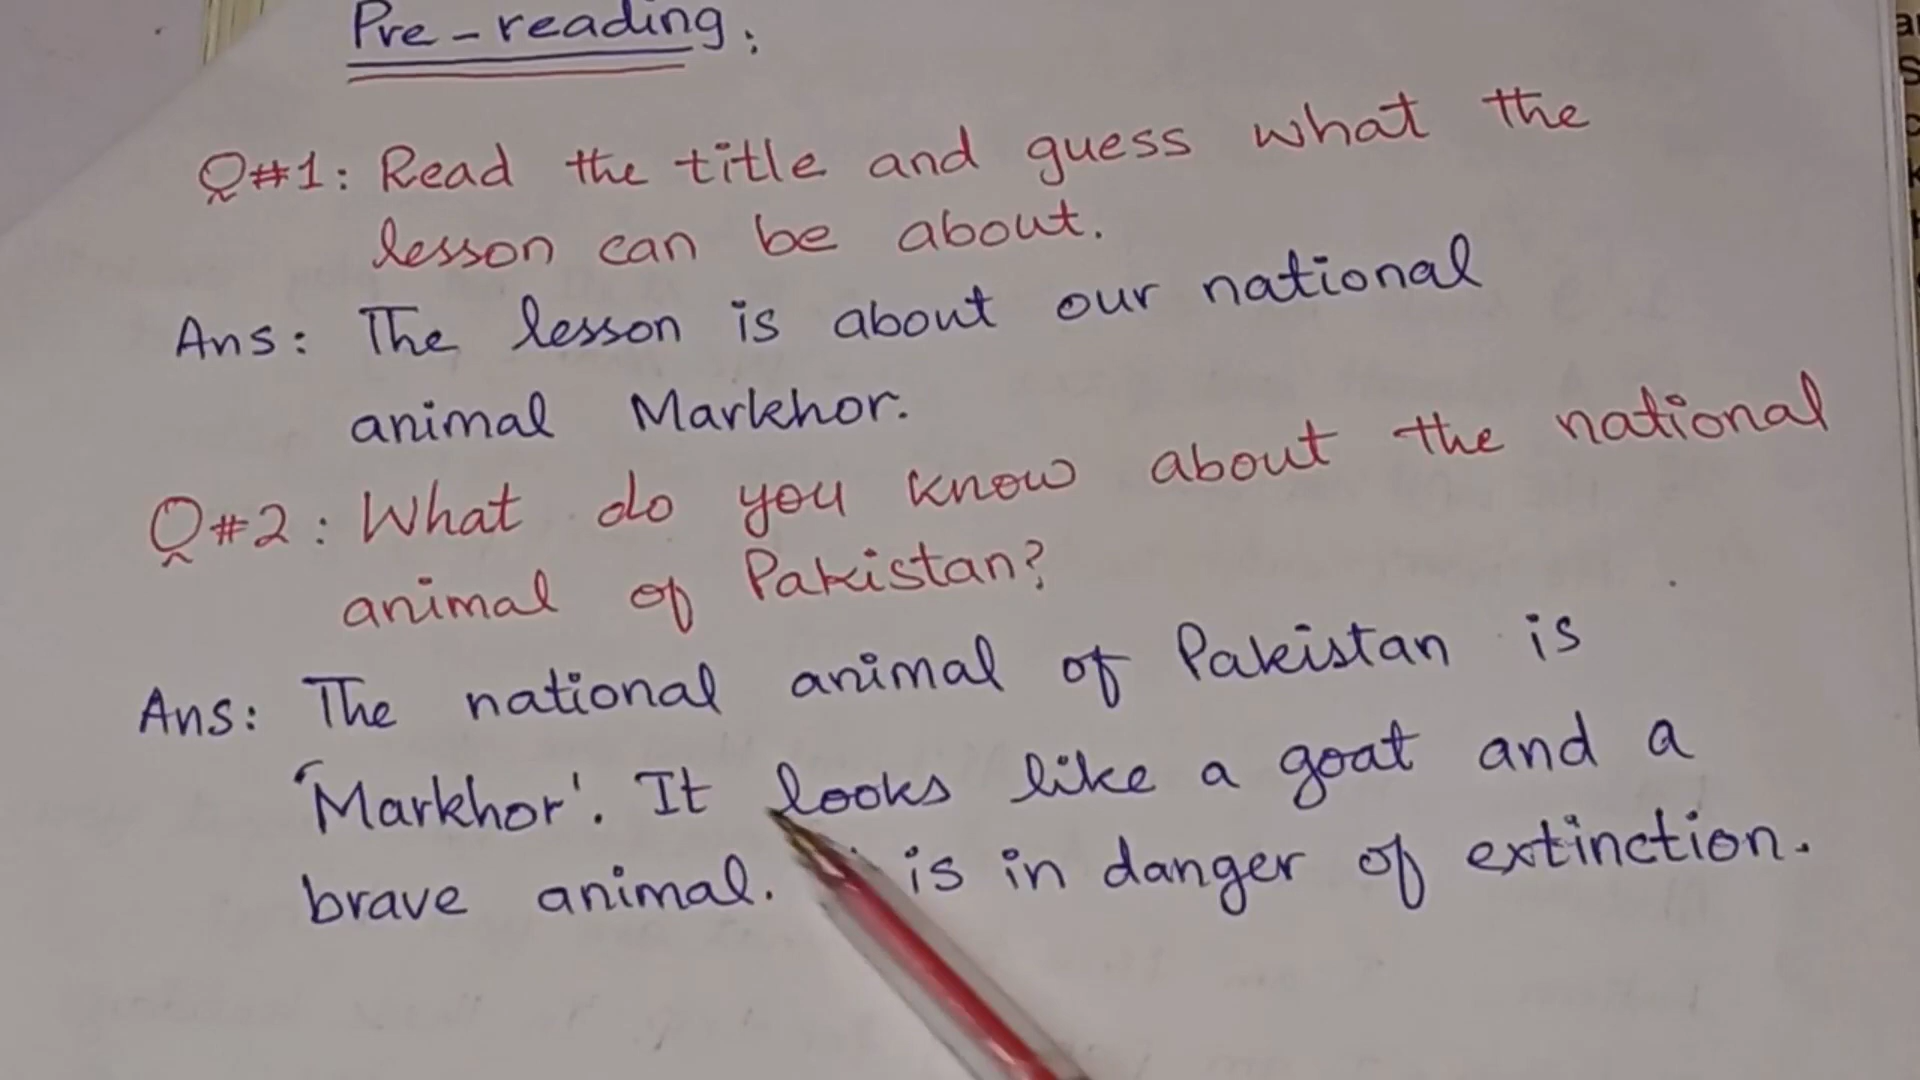 Pre-reading:
Q#1: Read the title and guess what the
lesson can be about.
Ans: The lesson is about our national
animal Markhor.
Q#2: What do you know about the national
animal of Pakistan?
Ans: The national animal of Pakistan is
'Markhor'. It looks like a goat and a
brave animal. is in danger of extinction.